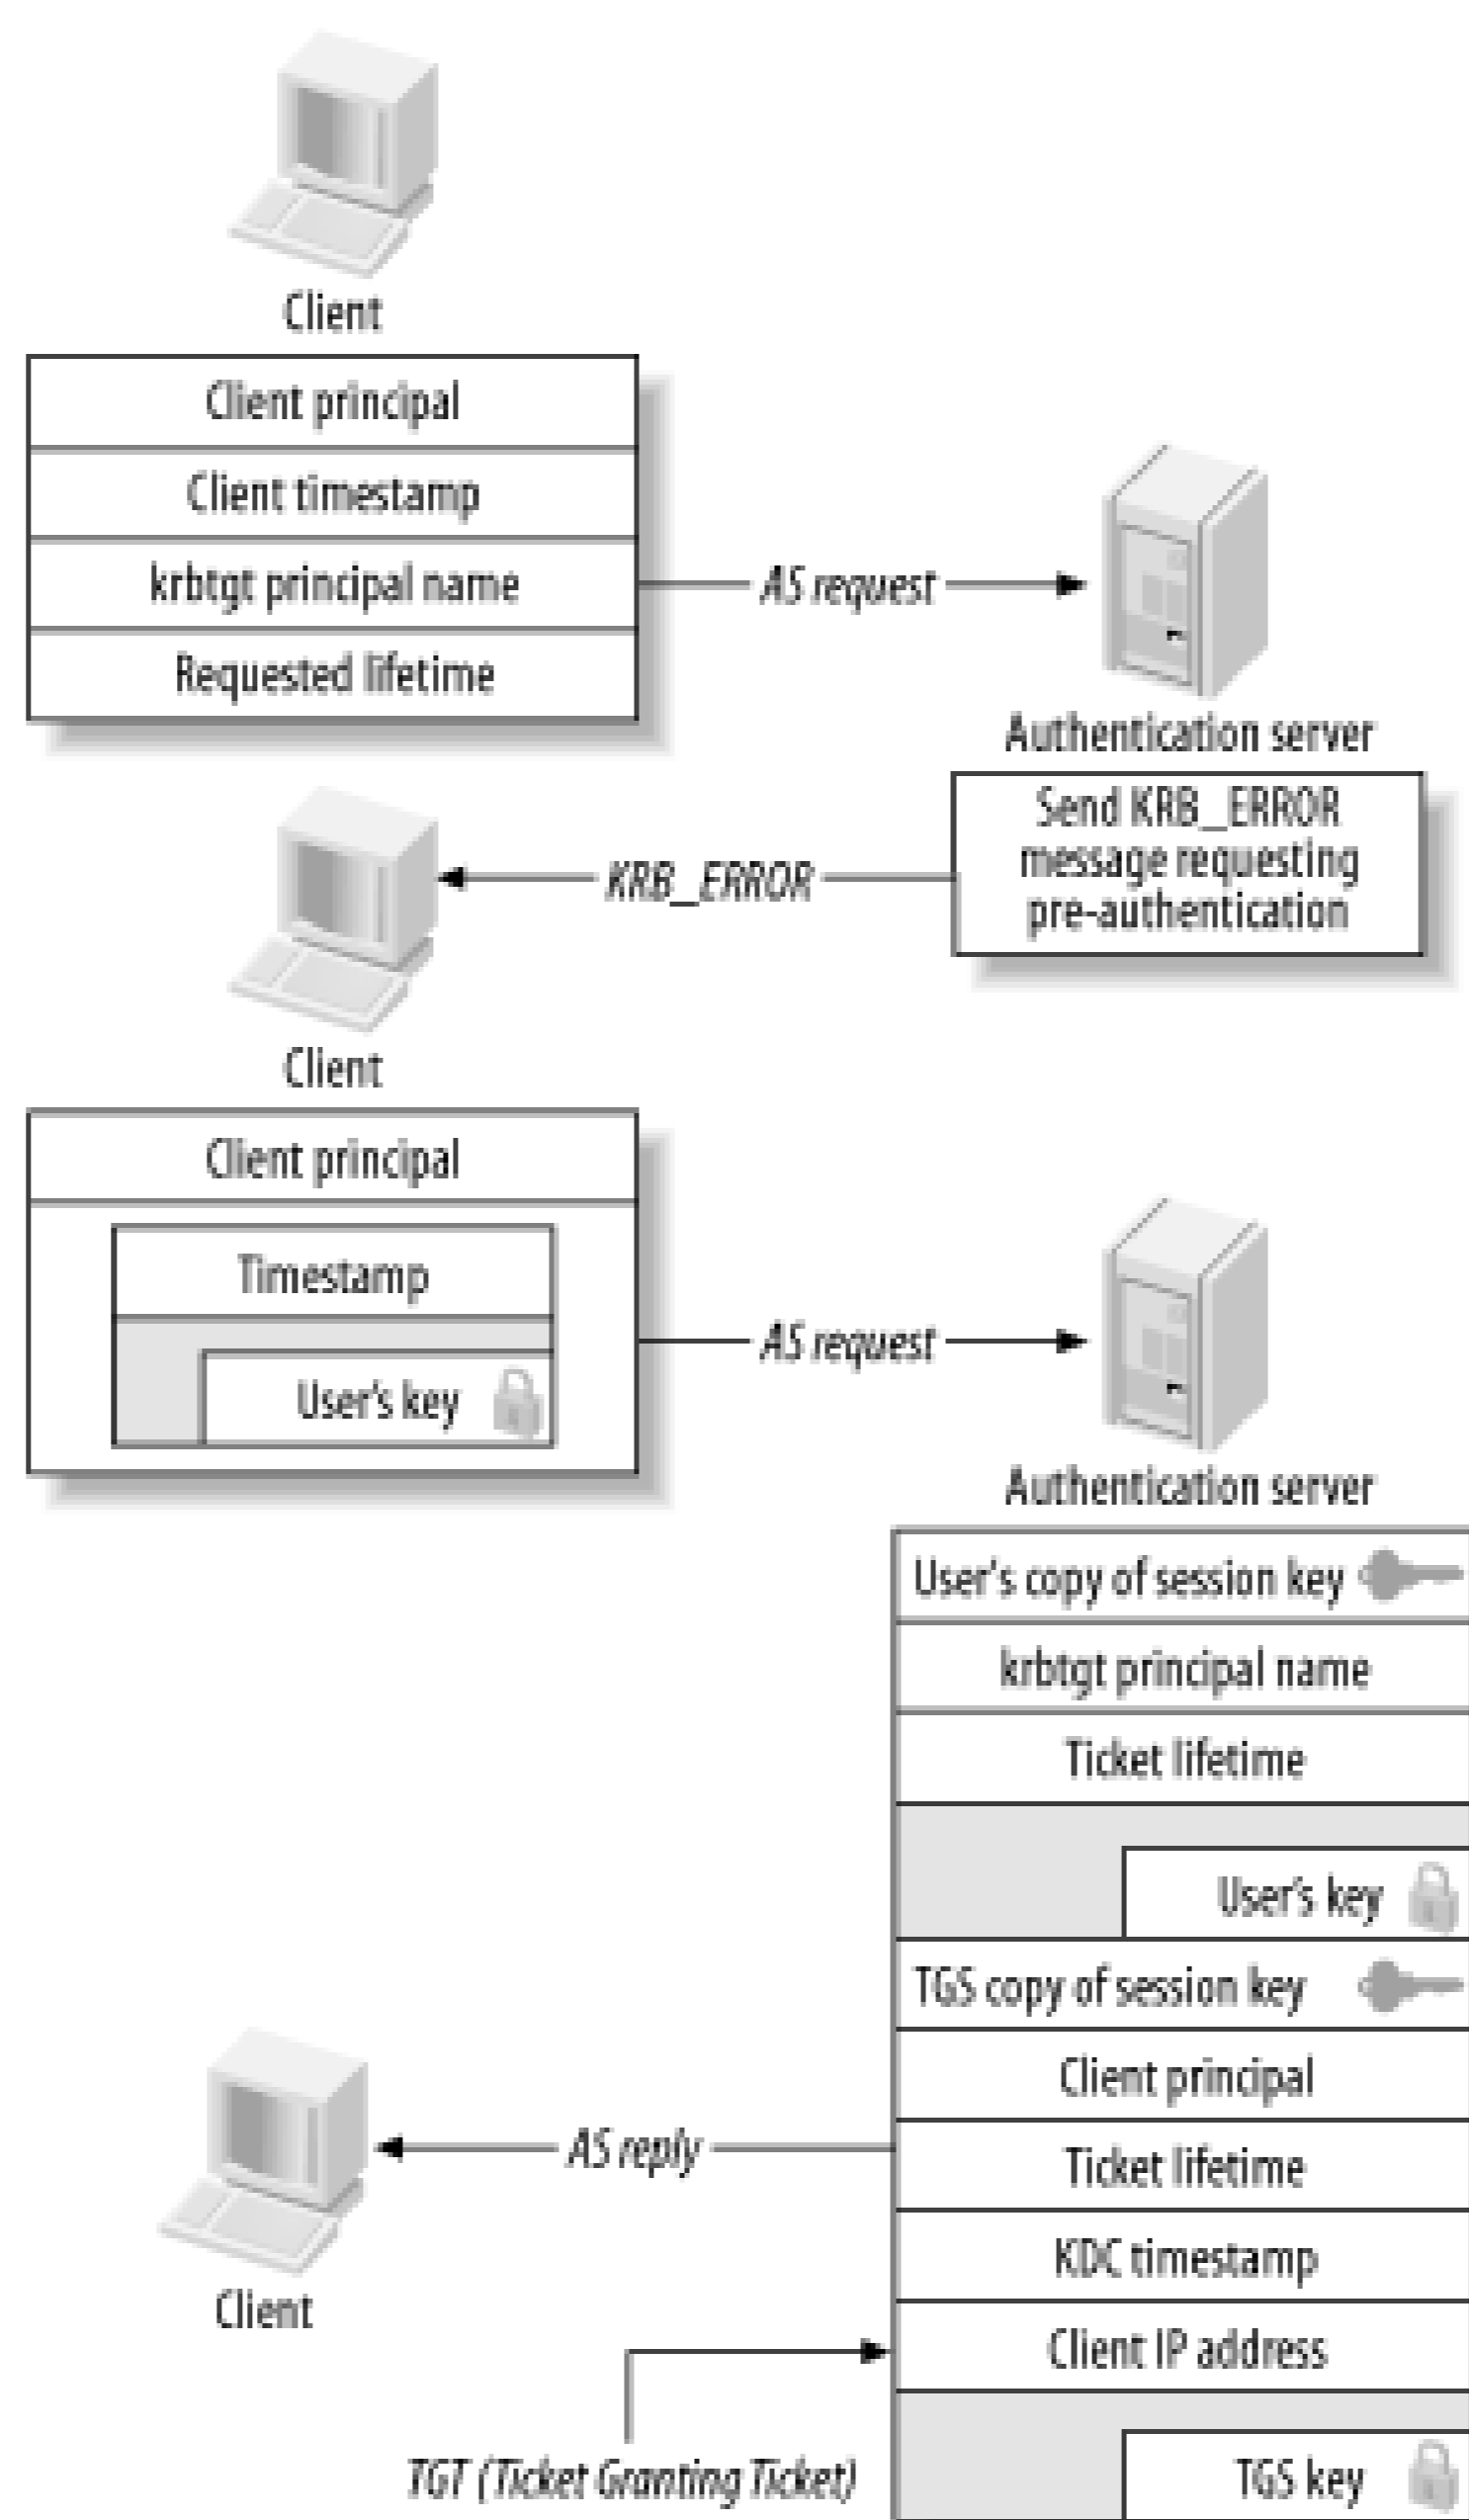 Client
Client principal
Client timestamp
krbtgt principal name
Requested lifetime
AS request
Authentication server
Send KRB_ERROR
message requesting
pre-authentication
KRB_ERROR
Client
Client principal
Timestamp
User's key
AS request
Authentication server
User's copy of session key
krbtgt principal name
Ticket lifetime
User's key
TGS copy of session key
Client principal
Ticket lifetime
KDC timestamp
Client IP address
TGS key
AS reply
Client
TGT (Ticket Granting Ticket)